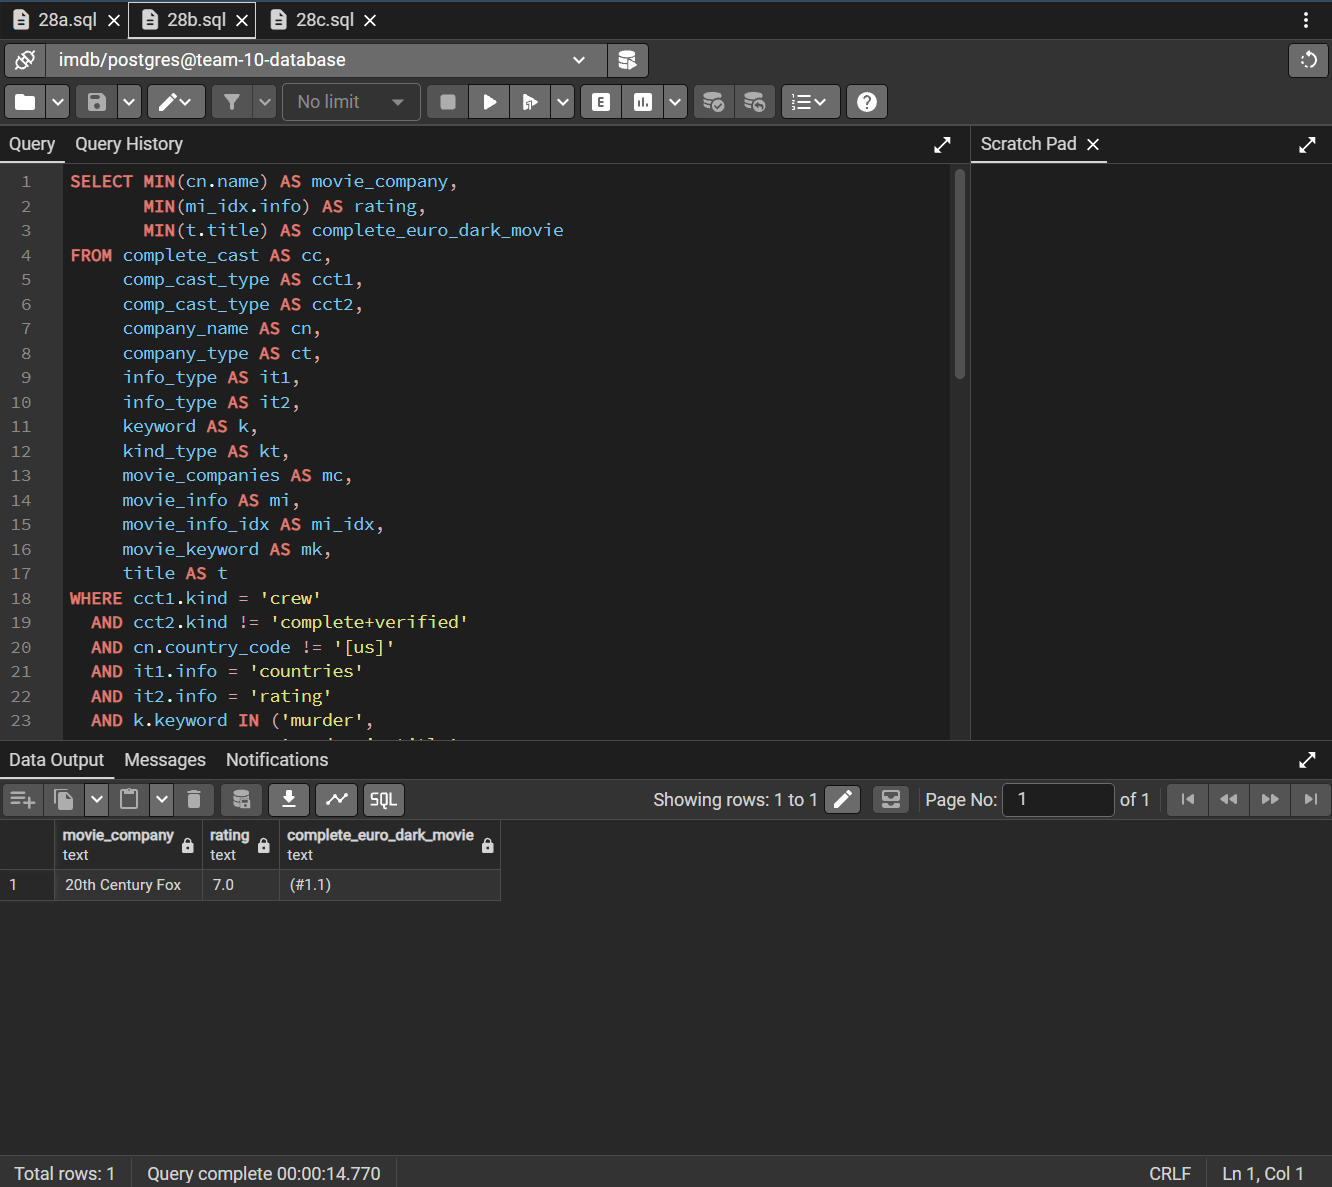 28a.sql 28b.sql 28c.sql
imdb/postgres@team-10-database
No limit E
Query Query History Scratch Pad
1 SELECT MIN(cn.name) AS movie_company,
2 MIN(mi_idx.info) AS rating,
3 MIN(t.title) AS complete_euro_dark_movie
4 FROM complete_cast AS cc,
5 comp_cast_type AS cct1,
6 comp_cast_type AS cct2,
7 company_name AS cn,
8 company_type AS ct,
9 info_type AS it1,
10 info_type AS it2,
11 keyword AS k,
12 kind_type AS kt,
13 movie_companies AS mc,
14 movie_info AS mi,
15 movie_info_idx AS mi_idx,
16 movie_keyword AS mk,
17 title AS t
18 WHERE cct1.kind = 'crew'
19 AND cct2.kind != 'complete+verified'
20 AND cn.country_code != '[us]'
21 AND it1.info = 'countries'
22 AND it2.info = 'rating'
23 AND k.keyword IN ('murder',
Data Output Messages Notifications
SQL Showing rows: 1 to 1 Page No: 1 of 1
movie_company rating complete_euro_dark_movie
text text text
1 20th Century Fox 7.0 (#1.1)
Total rows: 1 Query complete 00:00:14.770 CRLF Ln 1, Col 1